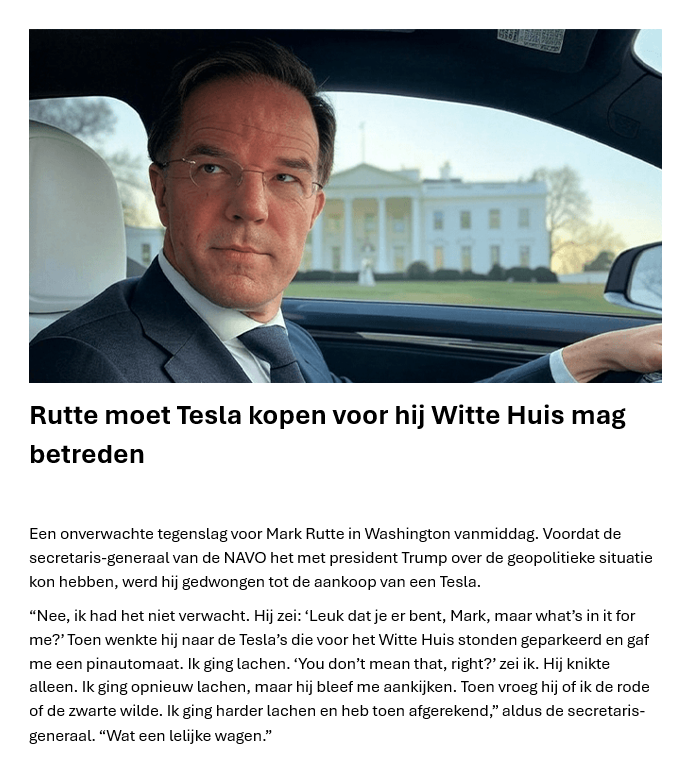 Rutte moet Tesla kopen voor hij Witte Huis mag
betreden
Een onverwachte tegenslag voor Mark Rutte in Washington vanmiddag. Voordat de
secretaris-generaal van de NAVO het met president Trump over de geopolitieke situatie
kon hebben, werd hij gedwongen tot de aankoop van een Tesla.
“Nee, ik had het niet verwacht. Hij zei: ‘Leuk dat je er bent, Mark, maar what’s in it for
me?’ Toen wenkte hij naar de Tesla’s die voor het Witte Huis stonden geparkeerd en gaf
me een pinautomaat. Ik ging lachen. ‘You don’t mean that, right?’ zei ik. Hij knikte
alleen. Ik ging opnieuw lachen, maar hij bleef me aankijken. Toen vroeg hij of ik de rode
of de zwarte wilde. Ik ging harder lachen en heb toen afgerekend,” aldus de secretaris-
generaal. “Wat een lelijke wagen.”